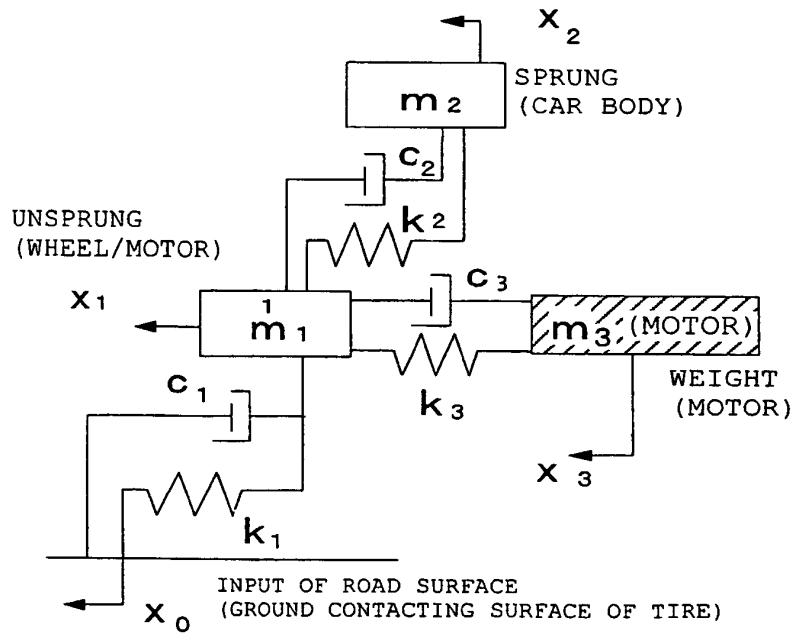 X2
SPRUNG
(CAR BODY)
m2
c2
k2
UNSPRUNG
(WHEEL/MOTOR)
X1
1
m1
c3
m3 (MOTOR)
k3
WEIGHT
(MOTOR)
X3
c1
k1
X0
INPUT OF ROAD SURFACE
(GROUND CONTACTING SURFACE OF TIRE)